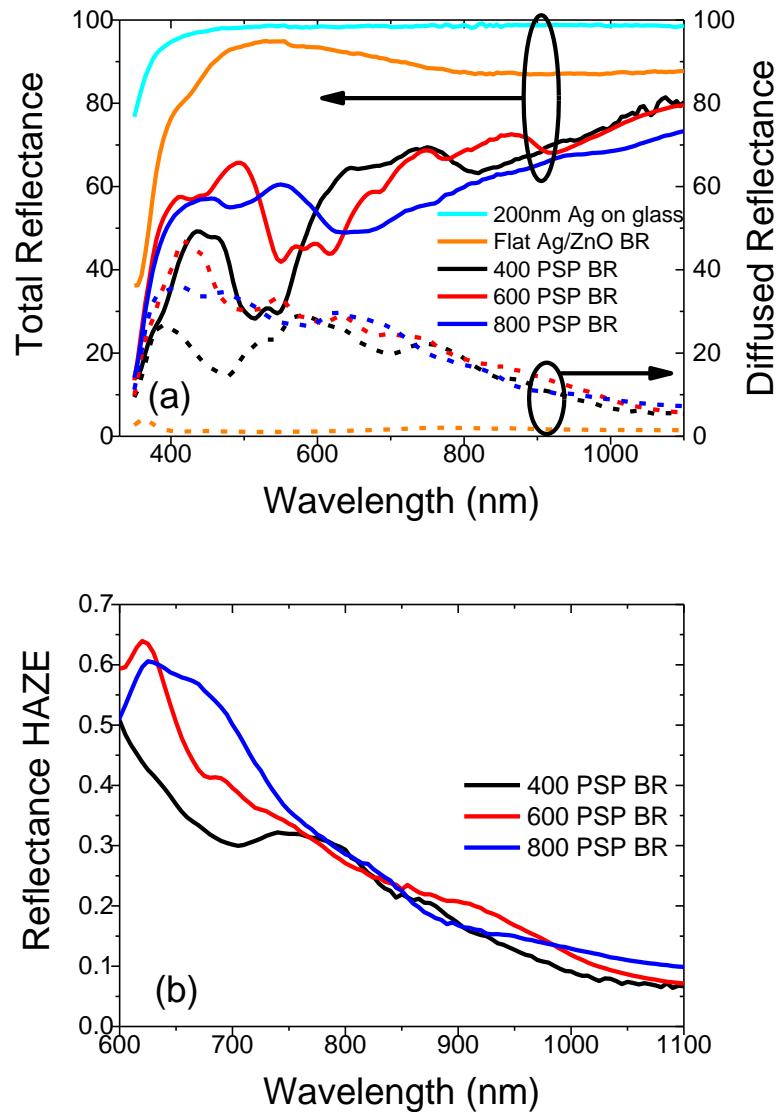 100
80
60
40
20
0
Total Reflectance
100
80
60
40
20
0
Diffused Reflectance
200nm Ag on glass
Flat Ag/ZnO BR
400 PSP BR
600 PSP BR
800 PSP BR
(a)
400 600 800 1000
Wavelength (nm)
0.7
0.6
0.5
0.4
0.3
0.2
0.1
0.0
Reflectance HAZE
400 PSP BR
600 PSP BR
800 PSP BR
(b)
600 700 800 900 1000 1100
Wavelength (nm)